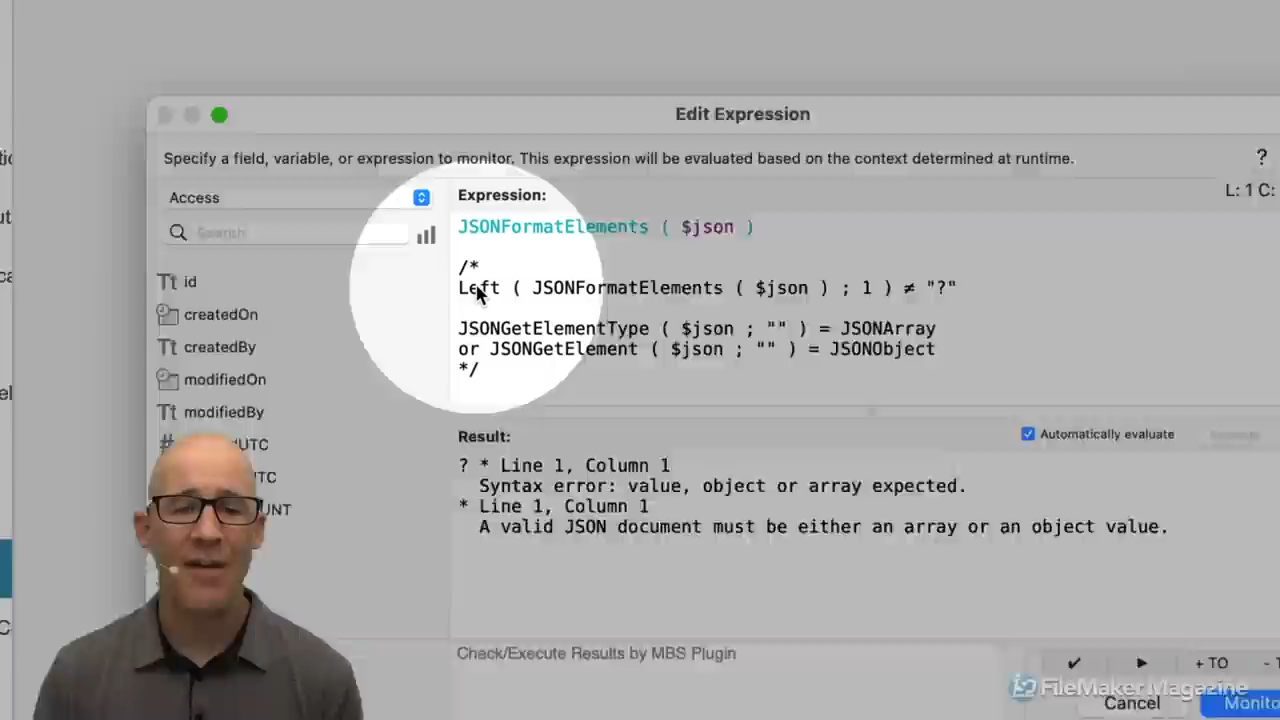 Edit Expression
Specify a field, variable, or expression to monitor. This expression will be evaluated based on the context determined at runtime.
?
Access
Expression:
L: 1 C:
Search
JSONFormatElements ( $json )
/*
id
Left ( JSONFormatElements ( $json ) ; 1 ) ≠ "?"
createdOn
JSONGetElementType ( $json ; "" ) = JSONArray
createdBy
or JSONGetElement ( $json ; "" ) = JSONObject
*/
modifiedOn
modifiedBy
Result:
Automatically evaluate
? * Line 1, Column 1
Syntax error: value, object or array expected.
* Line 1, Column 1
A valid JSON document must be either an array or an object value.
Check/Execute Results by MBS Plugin
+ TO
FileMaker Magazine
Cancel